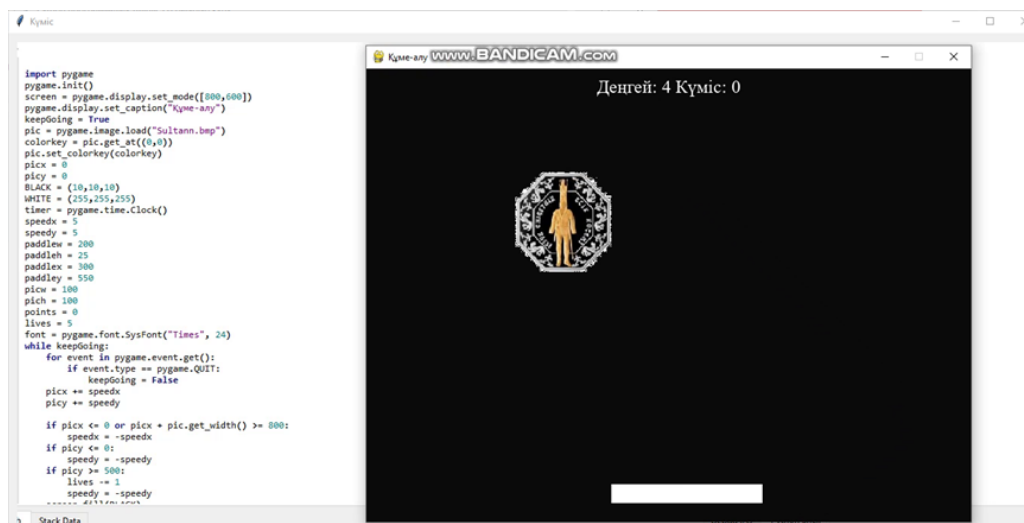 Күміс
import pygame
pygame.init()
screen = pygame.display.set_mode([800,600])
pygame.display.set_caption("Құме-алу")
keepGoing = True
pic = pygame.image.load("Sultann.bmp")
colorkey = pic.get_at((0,0))
pic.set_colorkey(colorkey)
picx = 0
picy = 0
BLACK = (10,10,10)
WHITE = (255,255,255)
timer = pygame.time.Clock()
speedx = 5
speedy = 5
paddlew = 200
paddleh = 25
paddlex = 300
paddley = 550
picw = 100
pich = 100
points = 0
lives = 5
font = pygame.font.SysFont("Times", 24)
while keepGoing:
for event in pygame.event.get():
if event.type == pygame.QUIT:
keepGoing = False
picx += speedx
picy += speedy
if picx <= 0 or picx + pic.get_width() >= 800:
speedx = -speedx
if picy <= 0:
speedy = -speedy
if picy >= 500:
lives -= 1
speedy = -speedy
Stack Data
Құме-алу
www.BANDICAM.com
Деңгей: 4 Күміс: 0